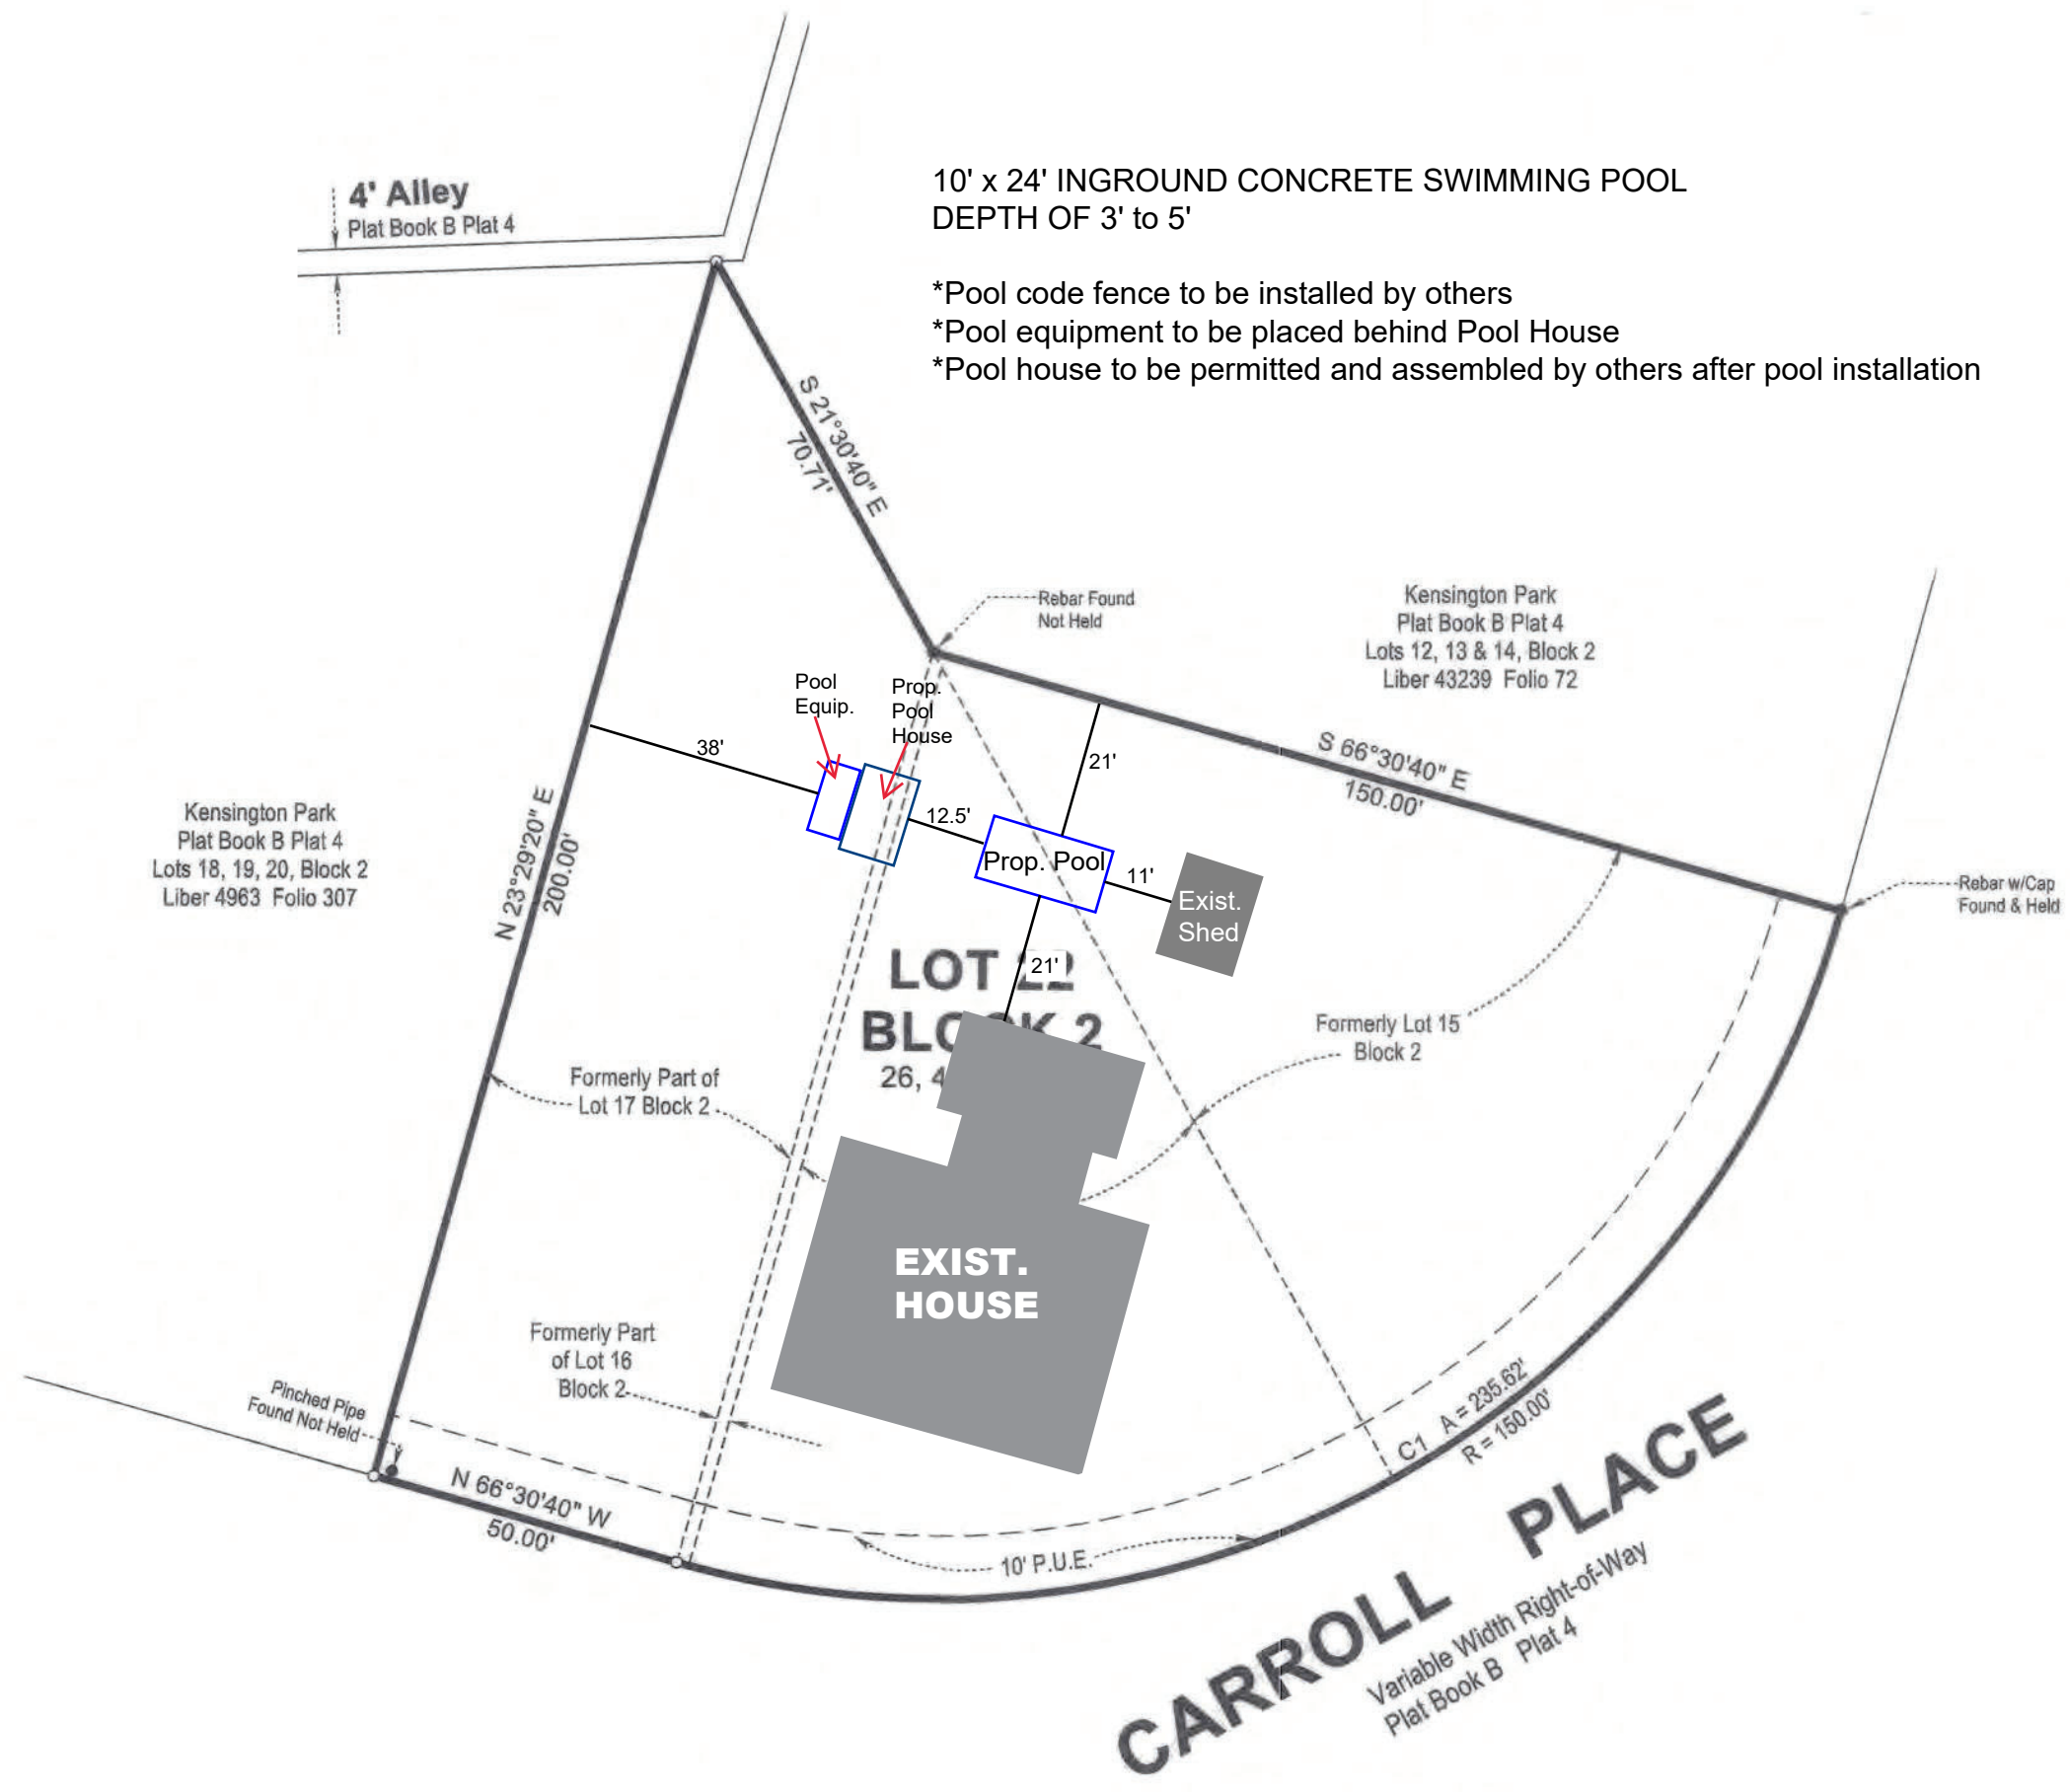 4' Alley
Plat Book B Plat 4
10' x 24' INGROUND CONCRETE SWIMMING POOL
DEPTH OF 3' to 5'
*Pool code fence to be installed by others
*Pool equipment to be placed behind Pool House
*Pool house to be permitted and assembled by others after pool installation
S 21°30'40" E
70.71'
Rebar Found
Not Held
Kensington Park
Plat Book B Plat 4
Lots 12, 13 & 14, Block 2
Liber 43239 Folio 72
Pool
Equip.
Prop.
Pool
House
38'
12.5'
21'
S 66°30'40" E
150.00'
Kensington Park
Plat Book B Plat 4
Lots 18, 19, 20, Block 2
Liber 4963 Folio 307
N 23°29'20" E
200.00'
Prop. Pool
11'
Exist.
Shed
Rebar w/Cap
Found & Held
LOT 22
21'
BLOCK 2
26, 4
Formerly Lot 15
Block 2
Formerly Part of
Lot 17 Block 2
EXIST.
HOUSE
Formerly Part
of Lot 16
Block 2
Pinched Pipe
Found Not Held
N 66°30'40" W
50.00'
10' P.U.E.
C1 A = 235.62'
R = 150.00'
CARROLL PLACE
Variable Width Right-of-Way
Plat Book B Plat 4